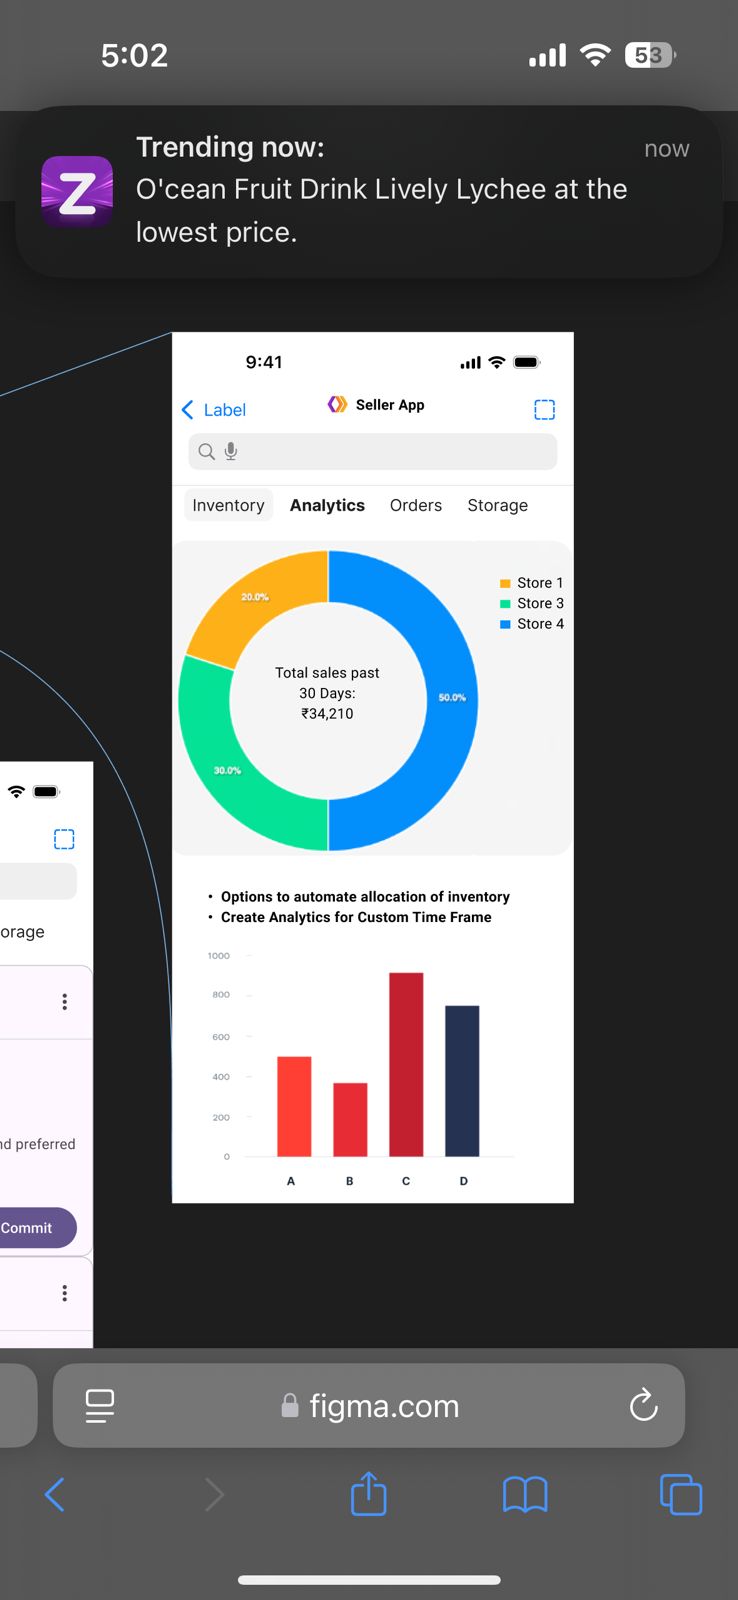 5:02
53
Trending now:
now
O'cean Fruit Drink Lively Lychee at the
lowest price.
Z
9:41
Label
Seller App
Inventory Analytics Orders Storage
Store 1
Store 3
Store 4
20.0%
Total sales past
30 Days:
₹34,210
50.0%
30.0%
• Options to automate allocation of inventory
• Create Analytics for Custom Time Frame
1000
800
600
400
200
0
A B C D
orage
nd preferred
Commit
figma.com